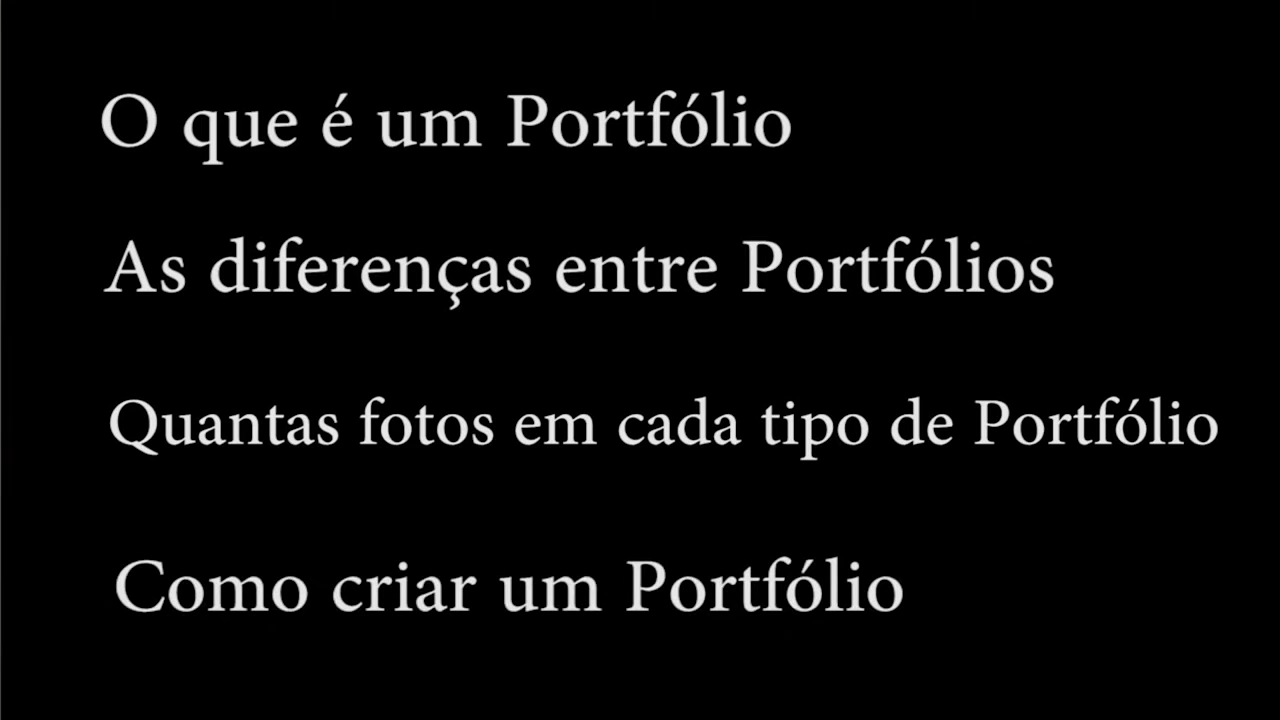 O que é um Portfólio
As diferenças entre Portfólios
Quantas fotos em cada tipo de Portfólio
Como criar um Portfólio